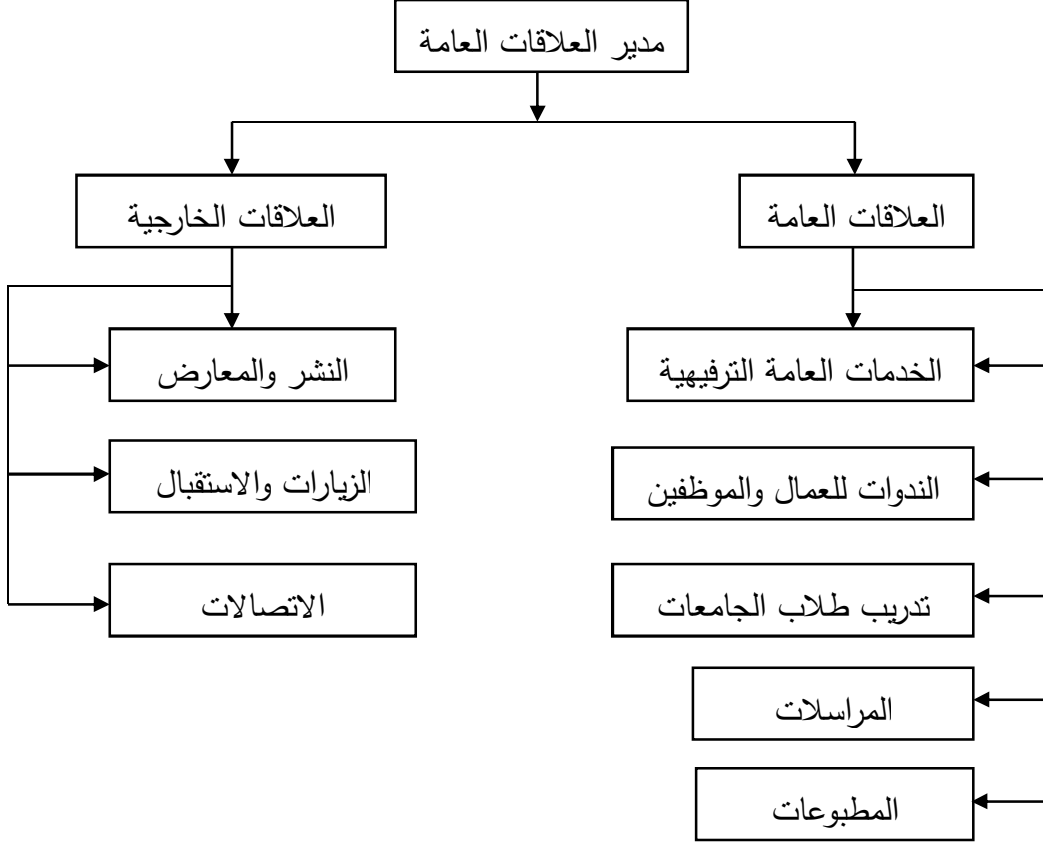 مدير العلاقات العامة
العلاقات العامة
العلاقات الخارجية
الخدمات العامة الترفيهية
النشر والمعارض
الندوات للعمال والموظفين
الزيارات والاستقبال
تدريب طلاب الجامعات
الاتصالات
المراسلات
المطبوعات